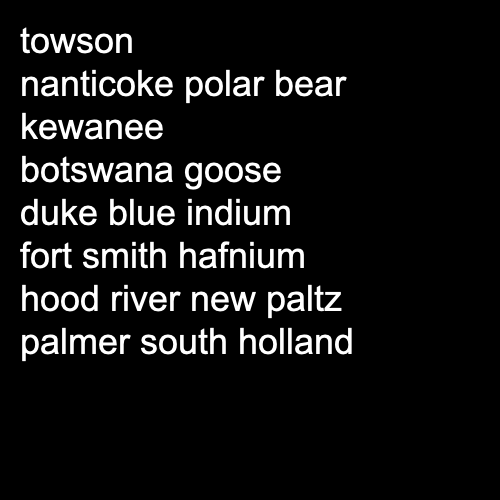 towson
nanticoke polar bear
kewanee
botswana goose
duke blue indium
fort smith hafnium
hood river new paltz
palmer south holland